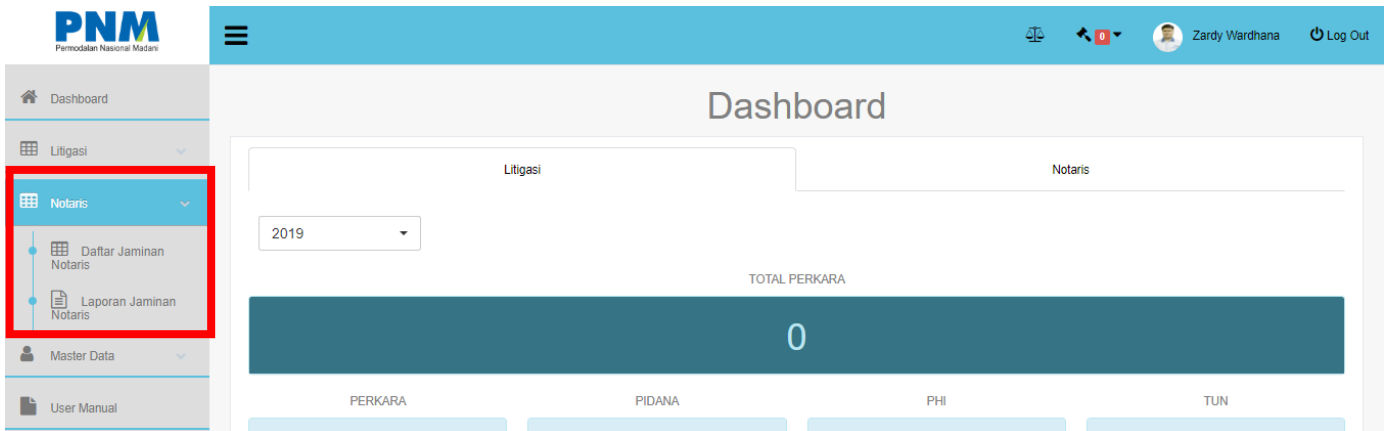 PNM
Permodalan Nasional Madani
0
Zardy Wardhana
Log Out
Dashboard
Litigasi
Notaris
Daftar Jaminan
Notaris
Laporan Jaminan
Notaris
Master Data
User Manual
Dashboard
Litigasi
Notaris
2019
TOTAL PERKARA
0
PERKARA
PIDANA
PHI
TUN